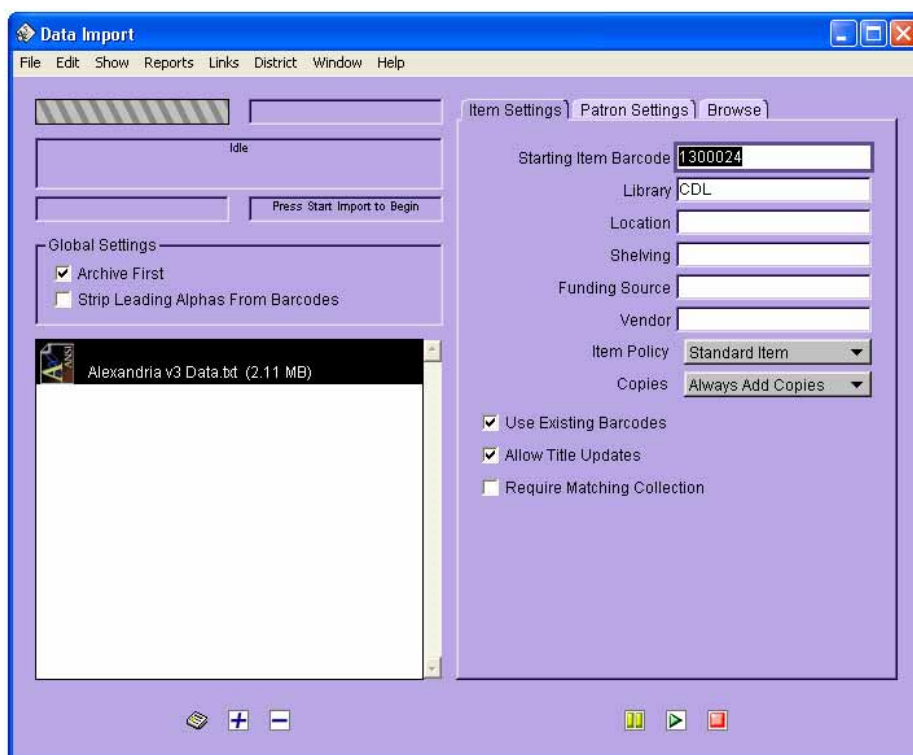 Data Import
File Edit Show Reports Links District Window Help
Idle
Press Start Import to Begin
Global Settings
Archive First
Strip Leading Alphas From Barcodes
ANSI
Alexandria v3 Data.txt (2.11 MB)
Item Settings Patron Settings Browse
Starting Item Barcode 1300024
Library CDL
Location
Shelving
Funding Source
Vendor
Item Policy Standard Item
Copies Always Add Copies
Use Existing Barcodes
Allow Title Updates
Require Matching Collection